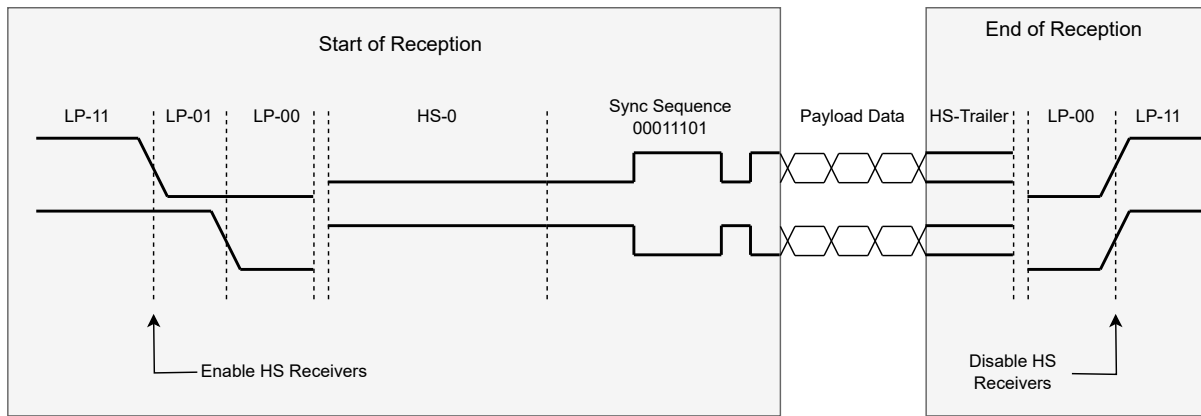 Start of Reception
End of Reception
LP-11
LP-01
LP-00
HS-0
Sync Sequence
00011101
Payload Data
HS-Trailer
LP-00
LP-11
Enable HS Receivers
Disable HS
Receivers